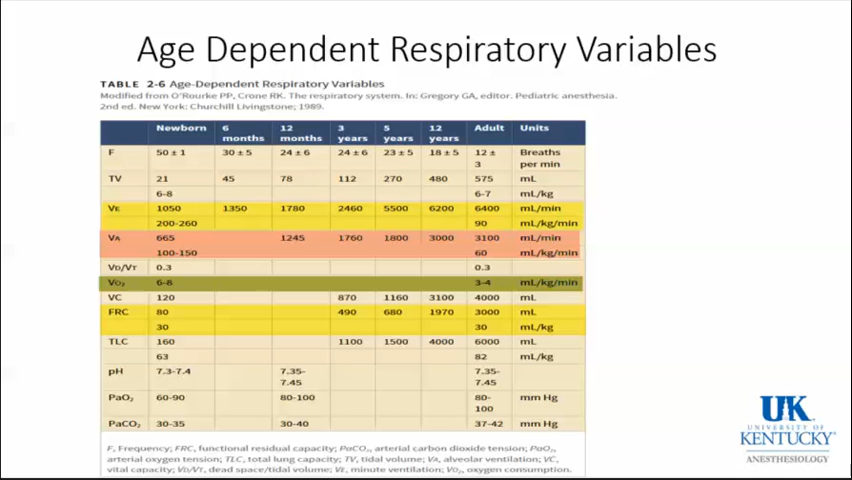 Age Dependent Respiratory Variables
TABLE 2-6 Age-Dependent Respiratory Variables
Modified from O'Rourke PP, Crone RK. The respiratory system. In: Gregory GA, editor. Pediatric anesthesia.
2nd ed. New York: Churchill Livingstone; 1989.
Newborn 6 months 12 months 3 years 5 years 12 years Adult Units
F 50 ± 1 30 ± 5 24 ± 6 24 ± 6 23 ± 5 18 ± 5 12 ± 3 Breaths per min
TV 21 45 78 112 270 480 575 mL
6-8 6-7 mL/kg
VE 1050 1350 1780 2460 5500 6200 6400 mL/min
200-260 90 mL/kg/min
VA 665 1245 1760 1800 3000 3100 mL/min
100-150 60 mL/kg/min
VD/VT 0.3 0.3
VO₂ 6-8 3-4 mL/kg/min
VC 120 870 1160 3100 4000 mL
FRC 80 490 680 1970 3000 mL
30 30 mL/kg
TLC 160 1100 1500 4000 6000 mL
63 82 mL/kg
pH 7.3-7.4 7.35-7.45 7.35-7.45
PaO₂ 60-90 80-100 80-100 mm Hg
PaCO₂ 30-35 30-40 37-42 mm Hg
F, Frequency; FRC, functional residual capacity; PaCO₂, arterial carbon dioxide tension; PaO₂,
arterial oxygen tension; TLC, total lung capacity; TV, tidal volume; VA, alveolar ventilation; VC,
vital capacity; VD/VT, dead space/tidal volume; VE, minute ventilation; VO₂, oxygen consumption.
UK
UNIVERSITY OF
KENTUCKY
ANESTHESIOLOGY